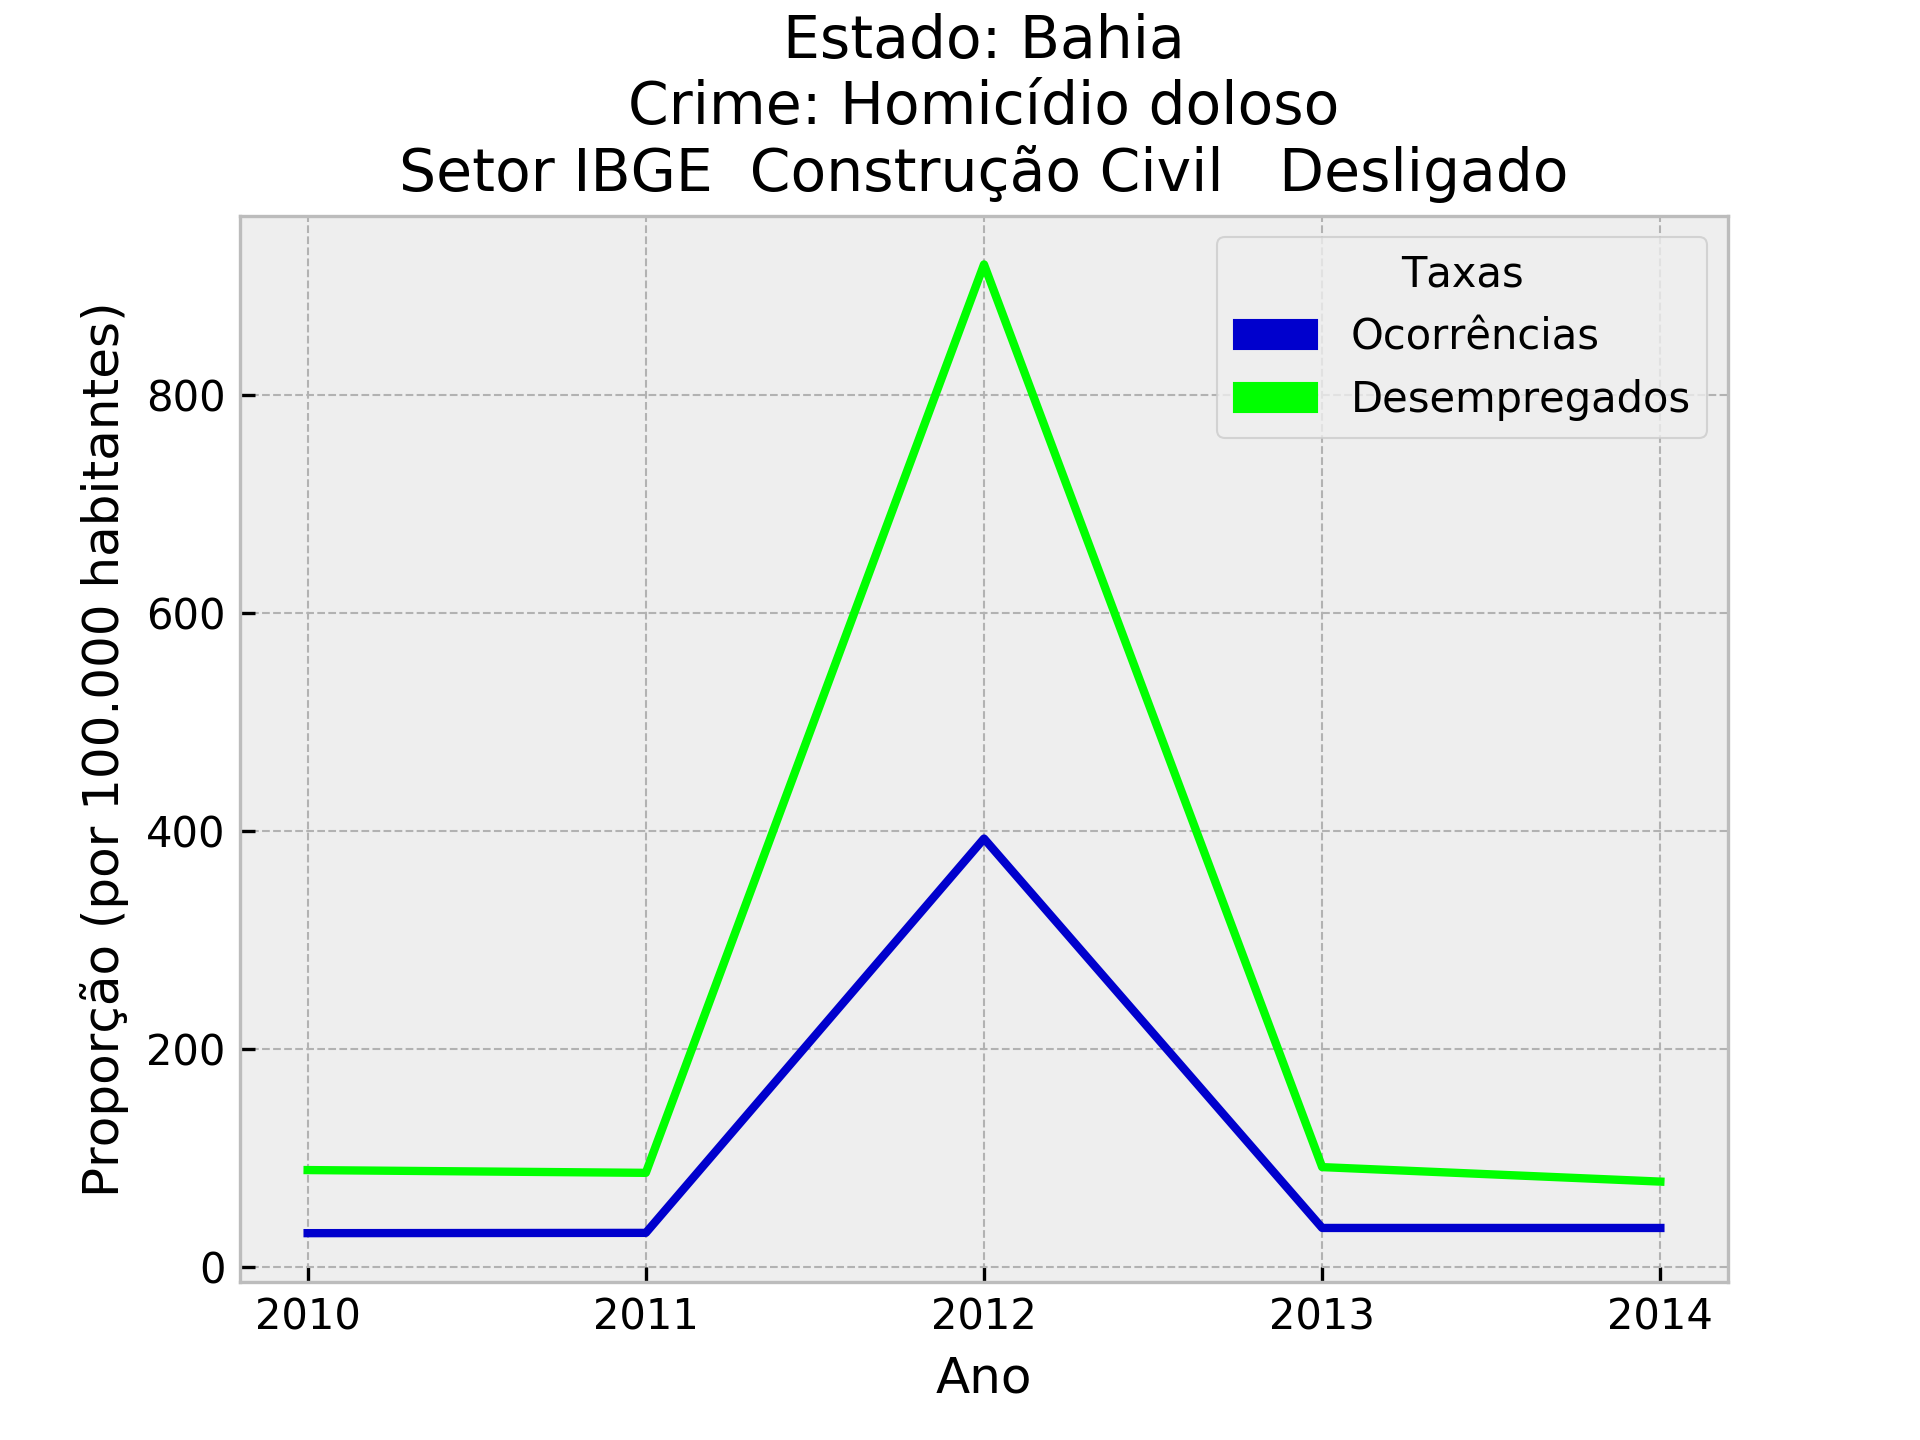 Estado: Bahia
Crime: Homicídio doloso
Setor IBGE  Construção Civil   Desligado
Taxas
Ocorrências
Desempregados
Proporção (por 100.000 habitantes)
800
600
400
200
0
2010 2011 2012 2013 2014
Ano